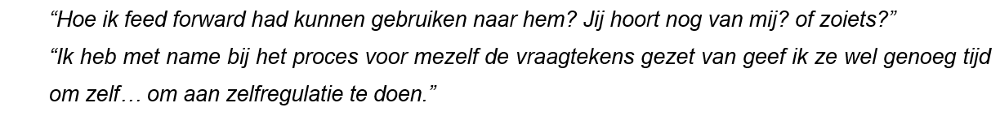 “Hoe ik feed forward had kunnen gebruiken naar hem? Jij hoort nog van mij? of zoiets?”
“Ik heb met name bij het proces voor mezelf de vraagtekens gezet van geef ik ze wel genoeg tijd
om zelf… om aan zelfregulatie te doen.”